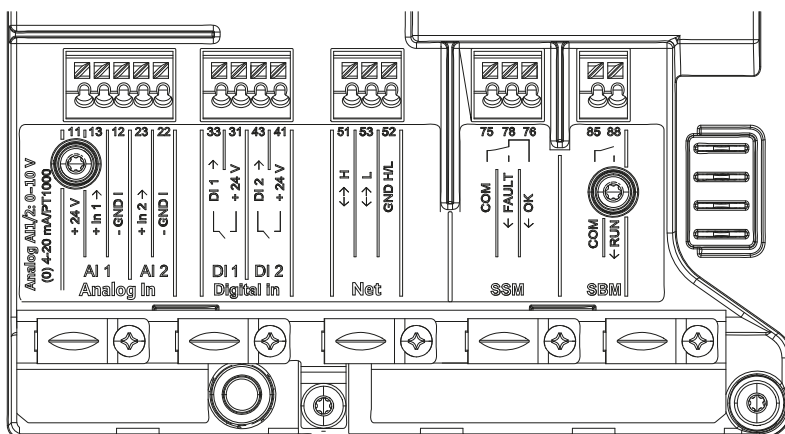 11 13 12 23 22
33 31 43 41
51 53 52
75 78 76
85 88
Analog AI1/2: 0–10 V
(0) 4-20 mA/PT1000
+ 24 V
+ In 1 →
- GND I
+ In 2 →
- GND I
DI 1 →
+ 24 V
DI 2 →
+ 24 V
↔ H
↔ L
GND H/L
COM
← FAULT
← OK
COM
← RUN
AI 1
AI 2
DI 1
DI 2
Analog In
Digital in
Net
SSM
SBM